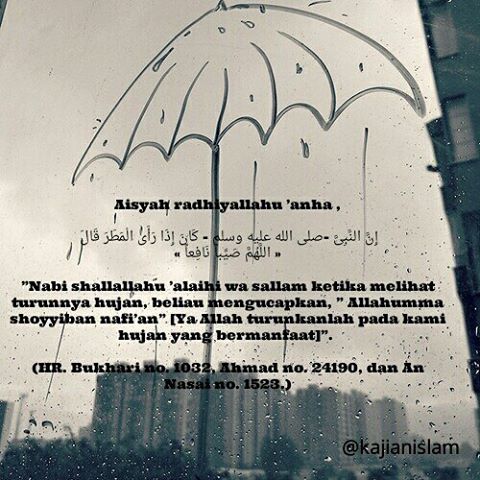 Aisyah radhiyallahu 'anha ,
إِنَّ النَّبِىَّ -صلى الله عليه وسلم - كَانَ إِذَا رَأَىُ الْمَطَرَ قَالَ
« اللَّهُمَّ صَيِّباً نَافِعاً »
"Nabi shallallahu 'alaihi wa sallam ketika melihat
turunnya hujan, beliau mengucapkan, " Allahumma
shoyyiban nafi'an" [Ya Allah turunkanlah pada kami
hujan yang bermanfaat]".
(HR. Bukhari no. 1032, Ahmad no. 24190, dan An
Nasai no. 1523.)
@kajianislam